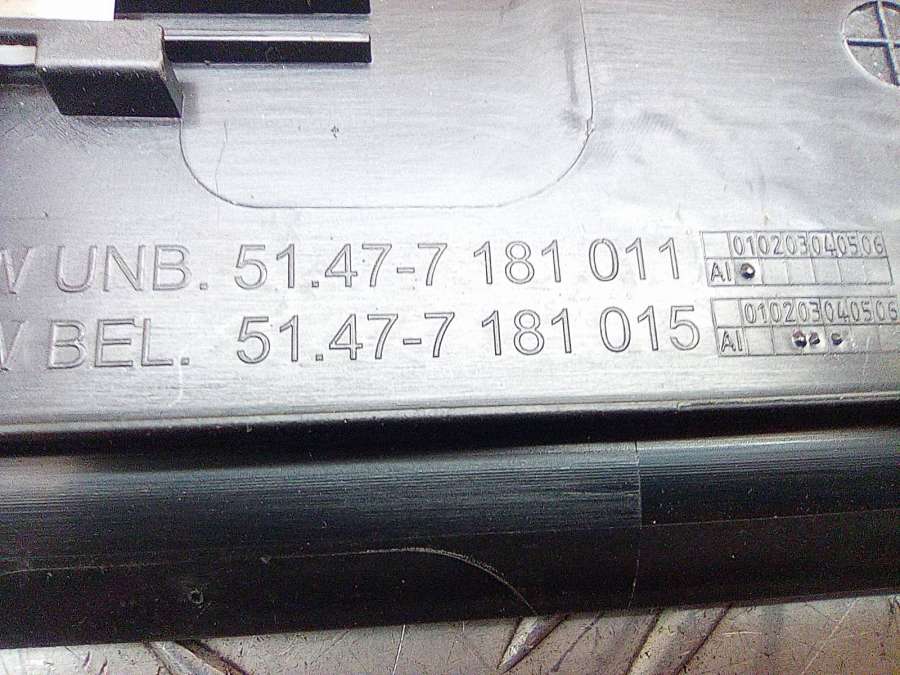 W UNB. 51.47-7 181 011
010203040506
AI
W BEL. 51.47-7 181 015
010203040506
AI